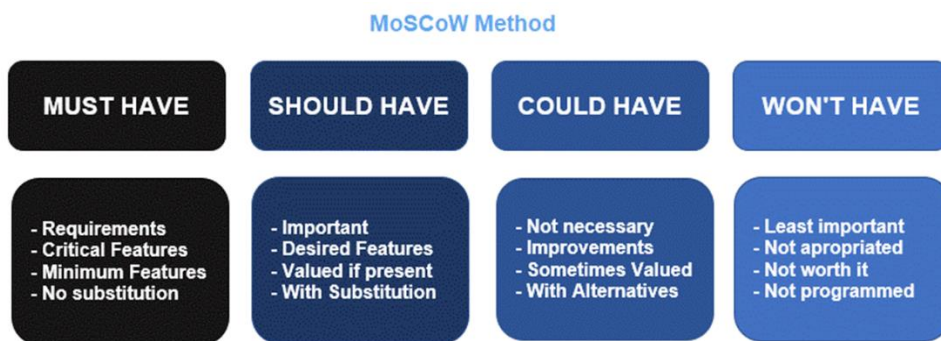 MoSCoW Method
MUST HAVE
SHOULD HAVE
COULD HAVE
WON'T HAVE
- Requirements
- Critical Features
- Minimum Features
- No substitution
- Important
- Desired Features
- Valued if present
- With Substitution
- Not necessary
- Improvements
- Sometimes Valued
- With Alternatives
- Least important
- Not apropriated
- Not worth it
- Not programmed